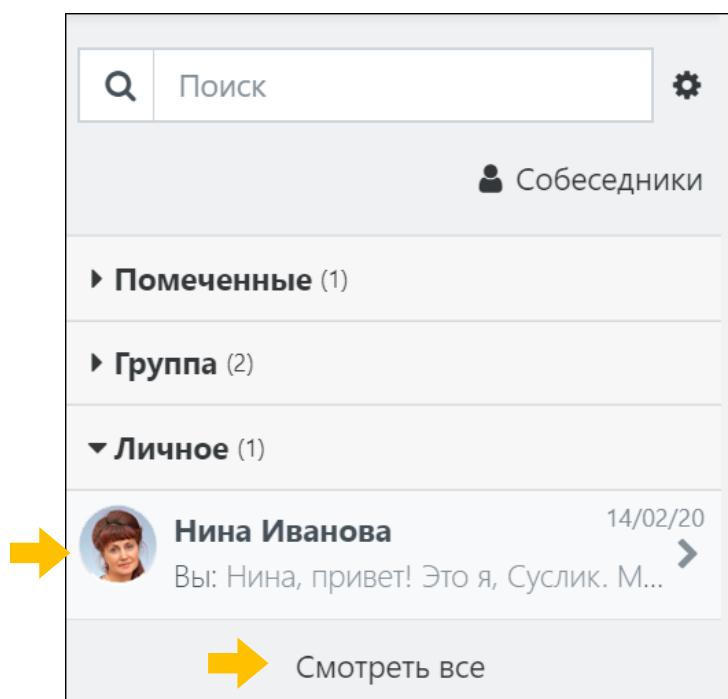 Поиск
Собеседники
Помеченные (1)
Группа (2)
Личное (1)
Нина Иванова 14/02/20
Вы: Нина, привет! Это я, Суслик. М...
Смотреть все